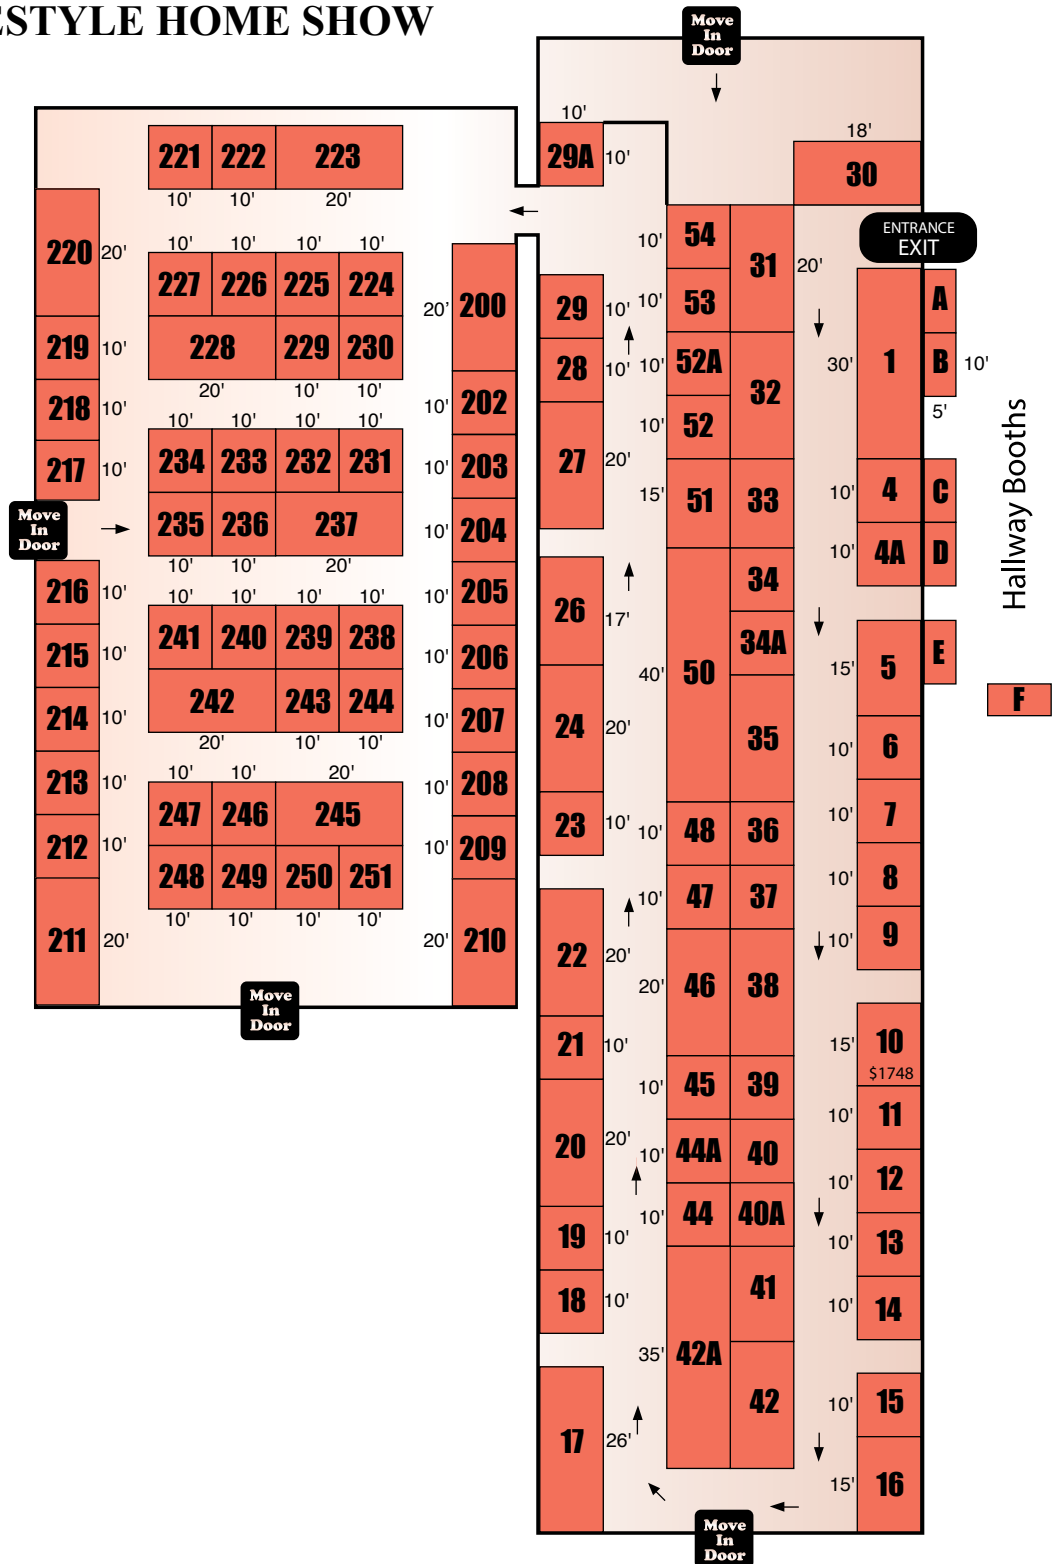 ESTYLE HOME SHOW
Move
In
Door
10'
29A 10'
18'
30
ENTRANCE
EXIT
221 222 223
10' 10' 20'
220 20'
10' 10' 10' 10'
227 226 225 224
219 10'
228 229 230
20' 10' 10'
218 10'
10' 10' 10' 10'
234 233 232 231
217 10'
Move
In
Door
235 236 237
10' 10' 20'
216 10'
10' 10' 10' 10'
241 240 239 238
215 10'
214 10'
242 243 244
20' 10' 10'
213 10'
10' 10' 20'
247 246 245
212 10'
248 249 250 251
10' 10' 10' 10'
211 20'
Move
In
Door
20' 200
10' 202
10' 203
10' 204
10' 205
10' 206
10' 207
10' 208
10' 209
20' 210
29 10'
28 10'
27 20'
26 17'
24 20'
23 10'
22 20'
21 10'
20 20'
19 10'
18 10'
17 26'
10' 54
10' 53
10' 52A
10' 52
15' 51
40' 50
10' 48
10' 47
20' 46
10' 45
10' 44A
10' 44
35' 42A
31 20'
32
33
34
34A
35
36
37
38
39
40
40A
41
42
30' 1
10' 4
10' 4A
15' 5
10' 6
10' 7
10' 8
10' 9
15' 10
$1748
10' 11
10' 12
10' 13
10' 14
10' 15
15' 16
A
B 10'
5'
C
D
E
F
Hallway Booths
Move
In
Door